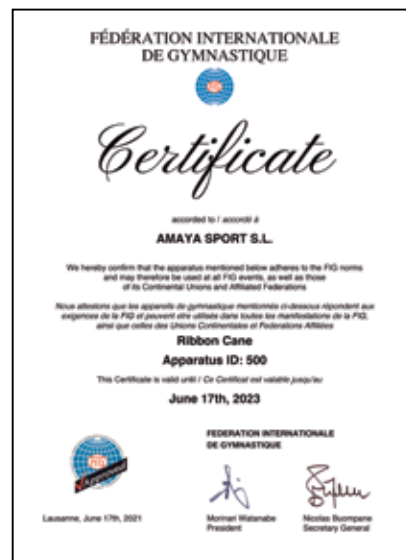 FÉDÉRATION INTERNATIONALE
DE GYMNASTIQUE
FIG
Certificate
accorded to / accordé à
AMAYA SPORT S.L.
We hereby confirm that the apparatus mentioned below adheres to the FIG norms
and may therefore be used at all FIG events, as well as those
of its Continental Unions and Affiliated Federations
Nous attestons que les appareils de gymnastique mentionnés ci-dessous répondent aux
exigences de la FIG et peuvent être utilisés dans toutes les manifestations de la FIG,
ainsi que celles des Unions Continentales et Federations Affiliées
Ribbon Cane
Apparatus ID: 500
This Certificate is valid until / Ce Certificat est valable jusqu'au
June 17th, 2023
FEDERATION INTERNATIONALE
DE GYMNASTIQUE
FIG
Approved
Lausanne, June 17th, 2021
Morinari Watanabe
President
Nicolas Buompane
Secretary General